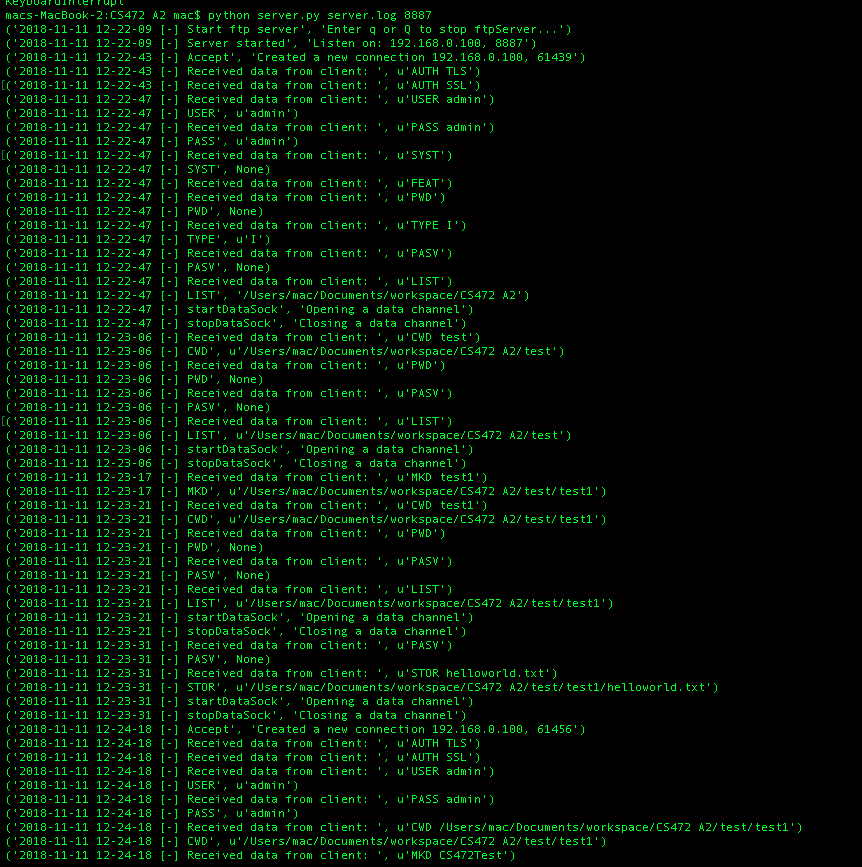 KeyboardInterrupt
macs-MacBook-2:CS472 A2 mac$ python server.py server.log 8887
('2018-11-11 12-22-09 [-] Start ftp server', 'Enter q or Q to stop ftpServer...')
('2018-11-11 12-22-09 [-] Server started', 'Listen on: 192.168.0.100, 8887')
('2018-11-11 12-22-43 [-] Accept', 'Created a new connection 192.168.0.100, 61439')
('2018-11-11 12-22-43 [-] Received data from client: ', u'AUTH TLS')
[('2018-11-11 12-22-43 [-] Received data from client: ', u'AUTH SSL')
('2018-11-11 12-22-47 [-] Received data from client: ', u'USER admin')
('2018-11-11 12-22-47 [-] USER', u'admin')
('2018-11-11 12-22-47 [-] Received data from client: ', u'PASS admin')
('2018-11-11 12-22-47 [-] PASS', u'admin')
[('2018-11-11 12-22-47 [-] Received data from client: ', u'SYST')
('2018-11-11 12-22-47 [-] SYST', None)
('2018-11-11 12-22-47 [-] Received data from client: ', u'FEAT')
('2018-11-11 12-22-47 [-] Received data from client: ', u'PWD')
('2018-11-11 12-22-47 [-] PWD', None)
('2018-11-11 12-22-47 [-] Received data from client: ', u'TYPE I')
('2018-11-11 12-22-47 [-] TYPE', u'I')
('2018-11-11 12-22-47 [-] Received data from client: ', u'PASV')
('2018-11-11 12-22-47 [-] PASV', None)
('2018-11-11 12-22-47 [-] Received data from client: ', u'LIST')
('2018-11-11 12-22-47 [-] LIST', '/Users/mac/Documents/workspace/CS472 A2')
('2018-11-11 12-22-47 [-] startDataSock', 'Opening a data channel')
('2018-11-11 12-22-47 [-] stopDataSock', 'Closing a data channel')
('2018-11-11 12-23-06 [-] Received data from client: ', u'CWD test')
('2018-11-11 12-23-06 [-] CWD', u'/Users/mac/Documents/workspace/CS472 A2/test')
('2018-11-11 12-23-06 [-] Received data from client: ', u'PWD')
('2018-11-11 12-23-06 [-] PWD', None)
('2018-11-11 12-23-06 [-] Received data from client: ', u'PASV')
('2018-11-11 12-23-06 [-] PASV', None)
[('2018-11-11 12-23-06 [-] Received data from client: ', u'LIST')
('2018-11-11 12-23-06 [-] LIST', u'/Users/mac/Documents/workspace/CS472 A2/test')
('2018-11-11 12-23-06 [-] startDataSock', 'Opening a data channel')
('2018-11-11 12-23-06 [-] stopDataSock', 'Closing a data channel')
('2018-11-11 12-23-17 [-] Received data from client: ', u'MKD test1')
('2018-11-11 12-23-17 [-] MKD', u'/Users/mac/Documents/workspace/CS472 A2/test/test1')
('2018-11-11 12-23-21 [-] Received data from client: ', u'CWD test1')
('2018-11-11 12-23-21 [-] CWD', u'/Users/mac/Documents/workspace/CS472 A2/test/test1')
('2018-11-11 12-23-21 [-] Received data from client: ', u'PWD')
('2018-11-11 12-23-21 [-] PWD', None)
('2018-11-11 12-23-21 [-] Received data from client: ', u'PASV')
('2018-11-11 12-23-21 [-] PASV', None)
('2018-11-11 12-23-21 [-] Received data from client: ', u'LIST')
('2018-11-11 12-23-21 [-] LIST', u'/Users/mac/Documents/workspace/CS472 A2/test/test1')
('2018-11-11 12-23-21 [-] startDataSock', 'Opening a data channel')
('2018-11-11 12-23-21 [-] stopDataSock', 'Closing a data channel')
('2018-11-11 12-23-31 [-] Received data from client: ', u'PASV')
('2018-11-11 12-23-31 [-] PASV', None)
('2018-11-11 12-23-31 [-] Received data from client: ', u'STOR helloworld.txt')
('2018-11-11 12-23-31 [-] STOR', u'/Users/mac/Documents/workspace/CS472 A2/test/test1/helloworld.txt')
('2018-11-11 12-23-31 [-] startDataSock', 'Opening a data channel')
('2018-11-11 12-23-31 [-] stopDataSock', 'Closing a data channel')
('2018-11-11 12-24-18 [-] Accept', 'Created a new connection 192.168.0.100, 61456')
('2018-11-11 12-24-18 [-] Received data from client: ', u'AUTH TLS')
('2018-11-11 12-24-18 [-] Received data from client: ', u'AUTH SSL')
('2018-11-11 12-24-18 [-] Received data from client: ', u'USER admin')
('2018-11-11 12-24-18 [-] USER', u'admin')
('2018-11-11 12-24-18 [-] Received data from client: ', u'PASS admin')
('2018-11-11 12-24-18 [-] PASS', u'admin')
('2018-11-11 12-24-18 [-] Received data from client: ', u'CWD /Users/mac/Documents/workspace/CS472 A2/test/test1')
('2018-11-11 12-24-18 [-] CWD', u'/Users/mac/Documents/workspace/CS472 A2/test/test1')
('2018-11-11 12-24-18 [-] Received data from client: ', u'MKD CS472Test')